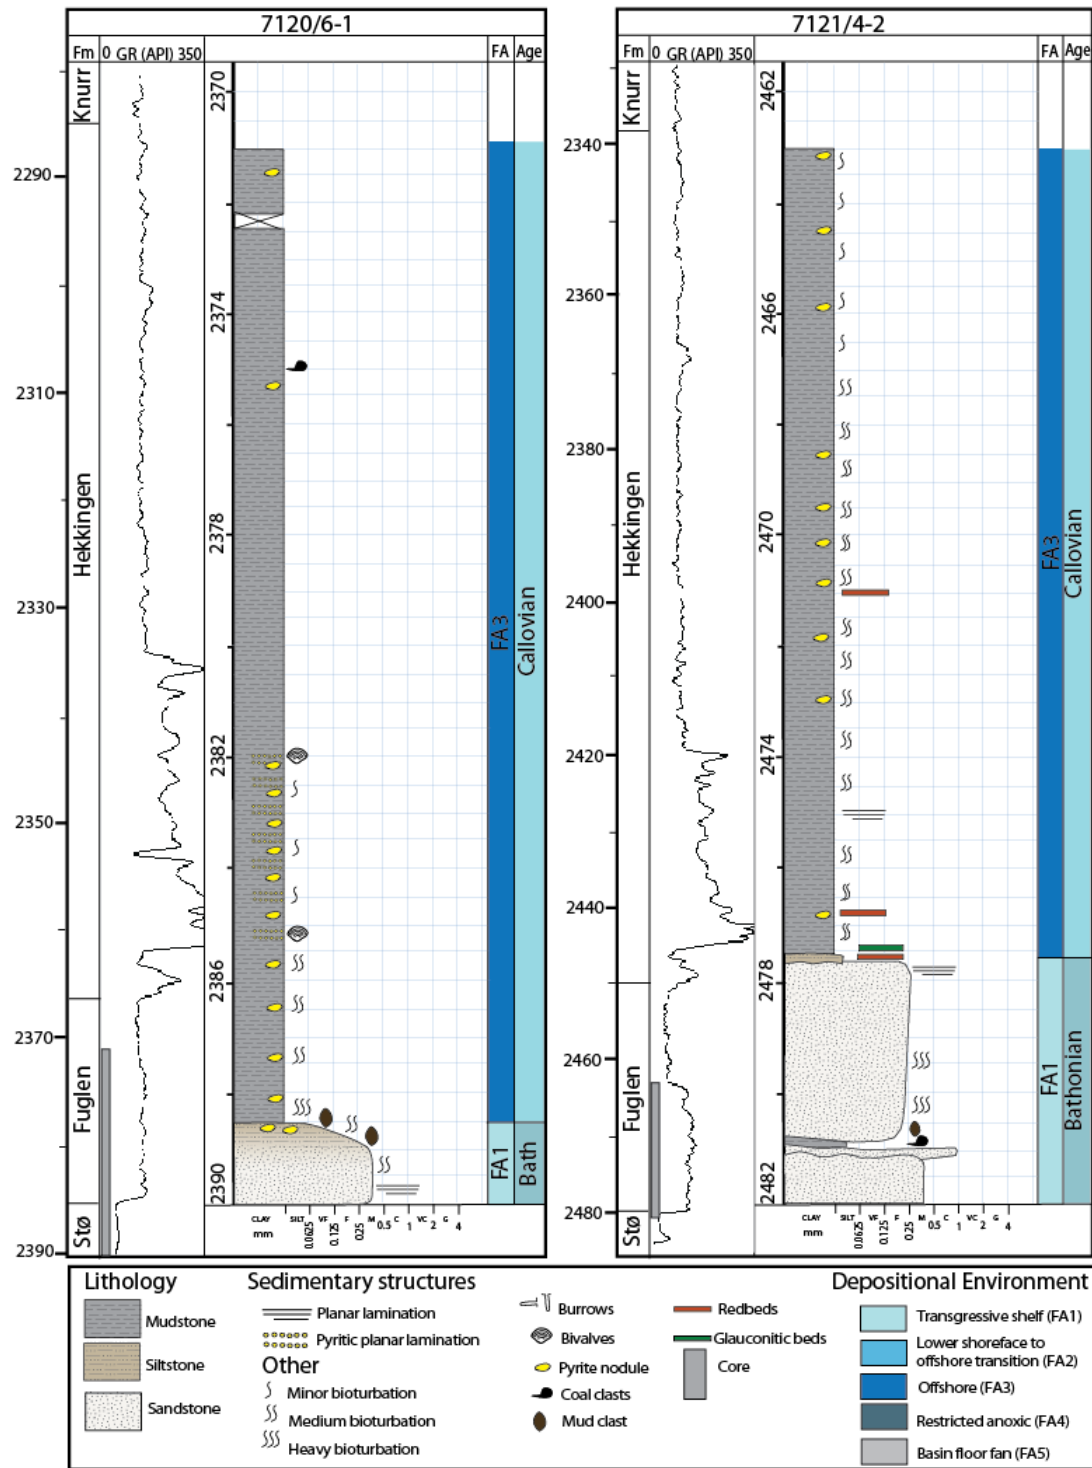 7120/6-1
Fm 0 GR (API) 350 FA Age
Knurr
Hekkingen
Fuglen
Stø
2290
2310
2330
2350
2370
2390
2370
2374
2378
2382
2386
2390
FA3
Callovian
FA1
Bath
CLAY SILT VF F M C VC G
mm 0.0625 0.125 0.25 0.5 1 2 4
7121/4-2
Fm 0 GR (API) 350 FA Age
Knurr
Hekkingen
Fuglen
Stø
2340
2360
2380
2400
2420
2440
2460
2480
2462
2466
2470
2474
2478
2482
FA3
Callovian
FA1
Bathonian
CLAY SILT VF F M C VC G
mm 0.0625 0.125 0.25 0.5 1 2 4
Lithology
Mudstone
Siltstone
Sandstone
Sedimentary structures
Planar lamination
Pyritic planar lamination
Other
Minor bioturbation
Medium bioturbation
Heavy bioturbation
Burrows
Bivalves
Pyrite nodule
Coal clasts
Mud clast
Redbeds
Glauconitic beds
Core
Depositional Environment
Transgressive shelf (FA1)
Lower shoreface to
offshore transition (FA2)
Offshore (FA3)
Restricted anoxic (FA4)
Basin floor fan (FA5)